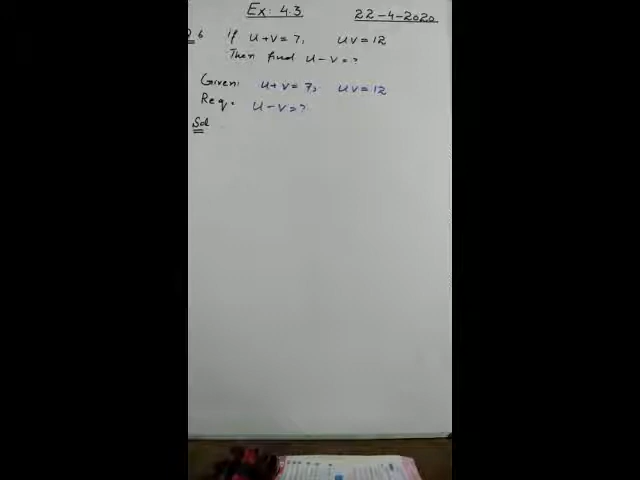 Ex: 4.3
22-4-2020
Q 6 If u+v=7, uv=12
Then find u-v=?
Given: u+v=7, uv=12
Req. u-v=?
Sol